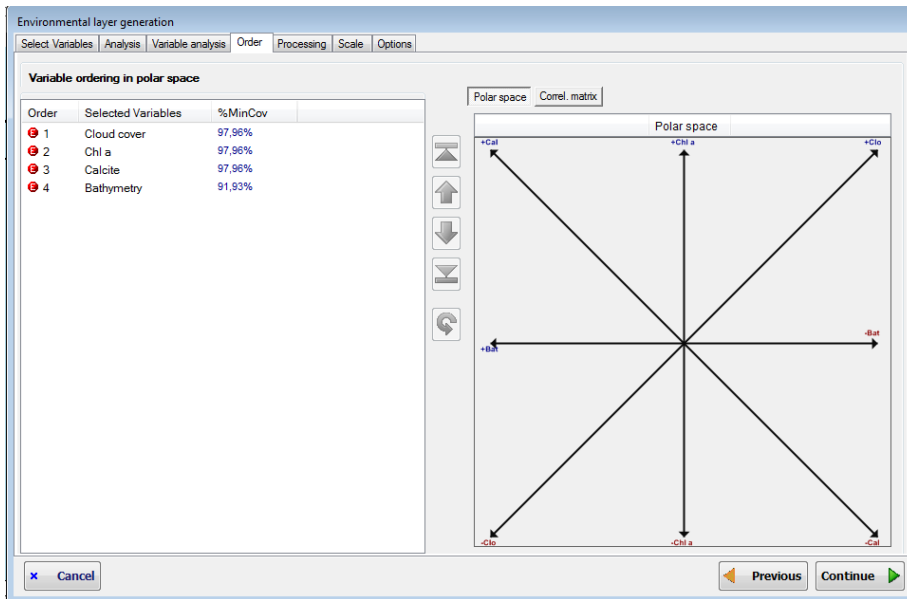 Environmental layer generation
Select Variables Analysis Variable analysis Order Processing Scale Options
Variable ordering in polar space
Polar space Correl. matrix
Order Selected Variables %MinCov
E 1 Cloud cover 97,96%
E 2 Chl a 97,96%
E 3 Calcite 97,96%
E 4 Bathymetry 91,93%
Polar space
+Cal +Chl a +Clo
-Bat
+Bat
-Clo -Chl a -Cal
× Cancel
Previous Continue